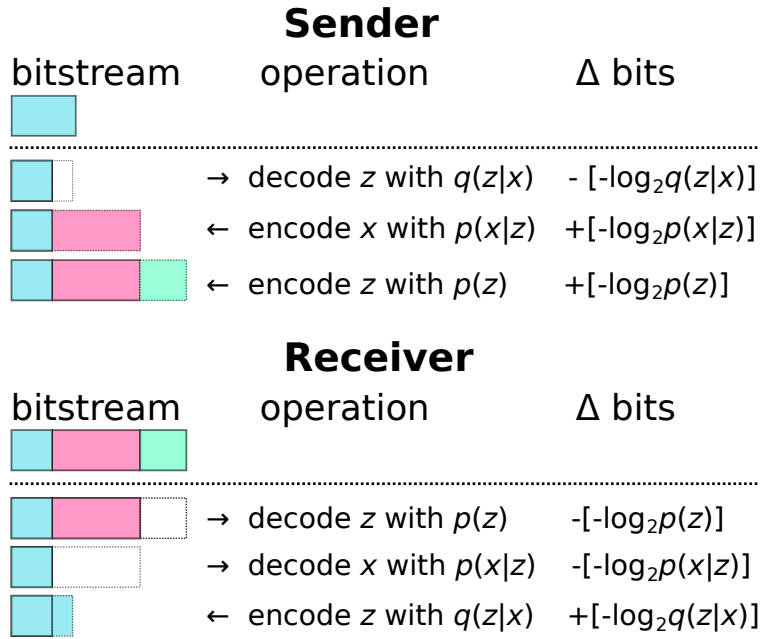 Sender
bitstream operation Δ bits
→ decode z with q(z|x) - [-log₂q(z|x)]
← encode x with p(x|z) +[-log₂p(x|z)]
← encode z with p(z) +[-log₂p(z)]
Receiver
bitstream operation Δ bits
→ decode z with p(z) -[-log₂p(z)]
→ decode x with p(x|z) -[-log₂p(x|z)]
← encode z with q(z|x) +[-log₂q(z|x)]